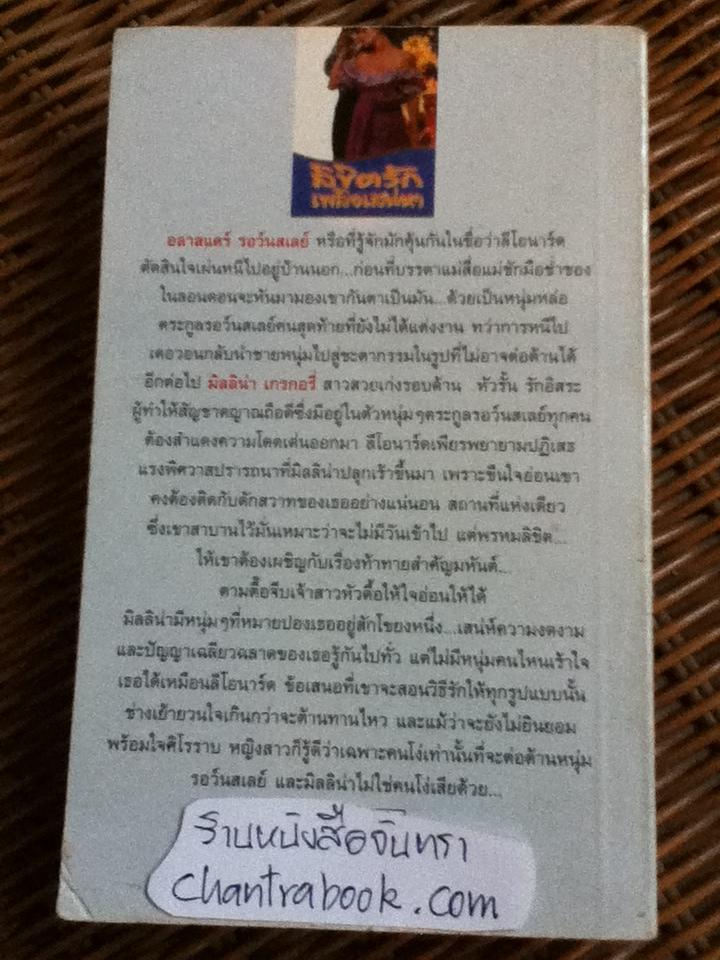 ลิขิตรัก
เพลิงเสน่หา
อลาสแตร์ รอว์นสเลย์ หรือที่รู้จักมักคุ้นกันในชื่อว่าลีโอนาร์ด
ตัดสินใจเผ่นหนีไปอยู่บ้านนอก...ก่อนที่บรรดาแม่สื่อแม่ชักมือช่ำของ
ในลอนดอนจะหันมามองเขากันตาเป็นมัน...ด้วยเป็นหนุ่มหล่อ
ตระกูลรอว์นสเลย์คนสุดท้ายที่ยังไม่ได้แต่งงาน ทว่าการหนีไป
เดอวอนกลับนำชายหนุ่มไปสู่ชะตากรรมในรูปที่ไม่อาจต่อต้านได้
อีกต่อไป มิลลิน่า เกรกอรี่ สาวสวยเก่งรอบด้าน หัวรั้น รักอิสระ
ผู้ทำให้สัญชาตญาณถือดีซึ่งมีอยู่ในตัวหนุ่มๆตระกูลรอว์นสเลย์ทุกคน
ต้องสำแดงความโดดเด่นออกมา ลีโอนาร์ดเพียรพยายามปฏิเสธ
แรงพิศวาสปรารถนาที่มิลลิน่าปลุกเร้าขึ้นมา เพราะขืนใจอ่อนเขา
คงต้องติดกับดักสวาทของเธออย่างแน่นอน สถานที่แห่งเดียว
ซึ่งเขาสาบานไว้มั่นเหมาะว่าจะไม่มีวันเข้าไป แต่พรหมลิขิต...
ให้เขาต้องเผชิญกับเรื่องท้าทายสำคัญมหันต์...
ตามตื๊อจีบเจ้าสาวหัวดื้อให้ใจอ่อนให้ได้
มิลลิน่ามีหนุ่มๆที่หมายปองเธออยู่สักโขยงหนึ่ง...เสน่ห์ความงดงาม
และปัญญาเฉลียวฉลาดของเธอรู้กันไปทั่ว แต่ไม่มีหนุ่มคนไหนเร้าใจ
เธอได้เหมือนลีโอนาร์ด ข้อเสนอที่เขาจะสอนวิธีรักให้ทุกรูปแบบนั้น
ช่างเย้ายวนใจเกินกว่าจะต้านทานไหว และแม้ว่าจะยังไม่ยินยอม
พร้อมใจศิโรราบ หญิงสาวก็รู้ดีว่าเฉพาะคนโง่เท่านั้นที่จะต่อต้านหนุ่ม
รอว์นสเลย์ และมิลลิน่าไม่ใช่คนโง่เสียด้วย...
ร้านหนังสือจันทรา
chantrabook.com